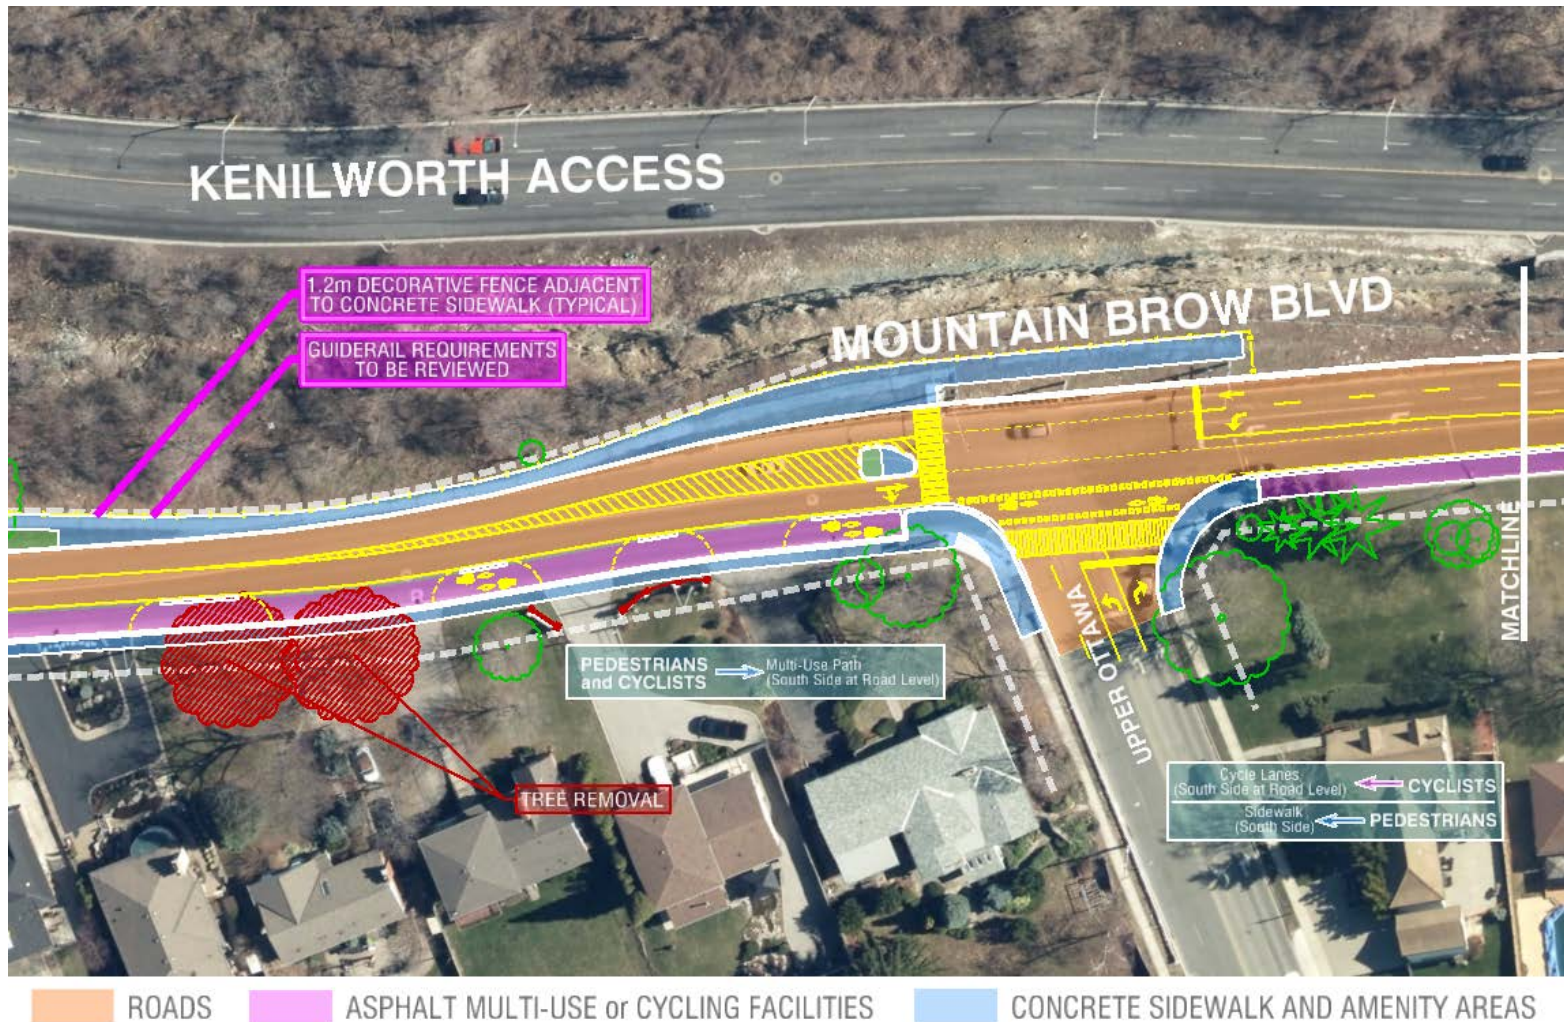 KENILWORTH ACCESS
1.2m DECORATIVE FENCE ADJACENT
TO CONCRETE SIDEWALK (TYPICAL)
MOUNTAIN BROW BLVD
GUIDERAIL REQUIREMENTS
TO BE REVIEWED
MATCHLINE
UPPER OTTAWA
PEDESTRIANS
and CYCLISTS
Multi-Use Path
(South Side at Road Level)
TREE REMOVAL
Cycle Lanes
(South Side at Road Level)
CYCLISTS
Sidewalk
(South Side)
PEDESTRIANS
ROADS
ASPHALT MULTI-USE or CYCLING FACILITIES
CONCRETE SIDEWALK AND AMENITY AREAS